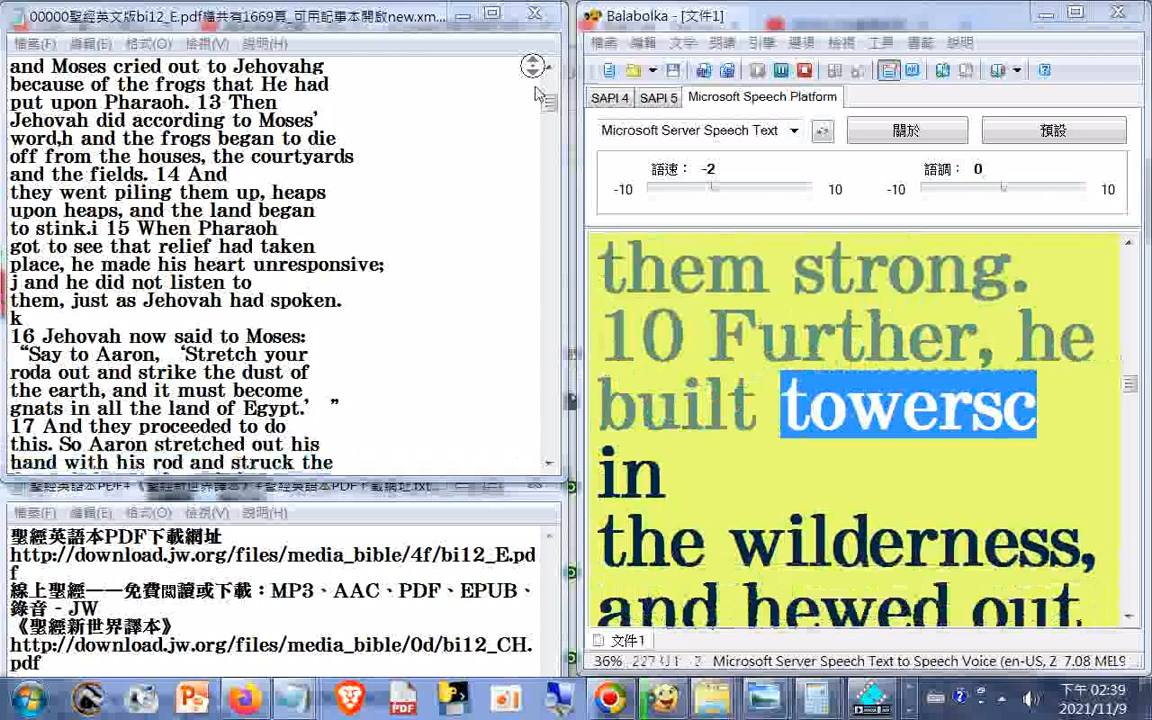 00000聖經英文版bi12_E.pdf檔共有1669頁_可用記事本開啟new.xm...
檔案(F) 編輯(E) 格式(O) 檢視(V) 說明(H)
and Moses cried out to Jehovahg
because of the frogs that He had
put upon Pharaoh. 13 Then
Jehovah did according to Moses’
word,h and the frogs began to die
off from the houses, the courtyards
and the fields. 14 And
they went piling them up, heaps
upon heaps, and the land began
to stink.i 15 When Pharaoh
got to see that relief had taken
place, he made his heart unresponsive;
j and he did not listen to
them, just as Jehovah had spoken.
k
16 Jehovah now said to Moses:
“Say to Aaron, ‘Stretch your
roda out and strike the dust of
the earth, and it must become
gnats in all the land of Egypt.’ ”
17 And they proceeded to do
this. So Aaron stretched out his
hand with his rod and struck the
檔案(F) 編輯(E) 格式(O) 檢視(V) 說明(H)
聖經英語本PDF下載網址
http://download.jw.org/files/media_bible/4f/bi12_E.pd
f
線上聖經——免費閱讀或下載：MP3、AAC、PDF、EPUB、
錄音 - JW
《聖經新世界譯本》
http://download.jw.org/files/media_bible/0d/bi12_CH.
pdf
Balabolka - [文件1]
檔案 編輯 文字 朗讀 引擎 選項 檢視 工具 書籤 說明
SAPI 4 SAPI 5 Microsoft Speech Platform
Microsoft Server Speech Text 關於 預設
語速： -2 語調： 0
-10 10 -10 10
them strong.
10 Further, he
built towersc
in
the wilderness,
and hewed out
文件1
36% Microsoft Server Speech Text to Speech Voice (en-US, Z 7.08 MB
PDF
下午 02:39
2021/11/9